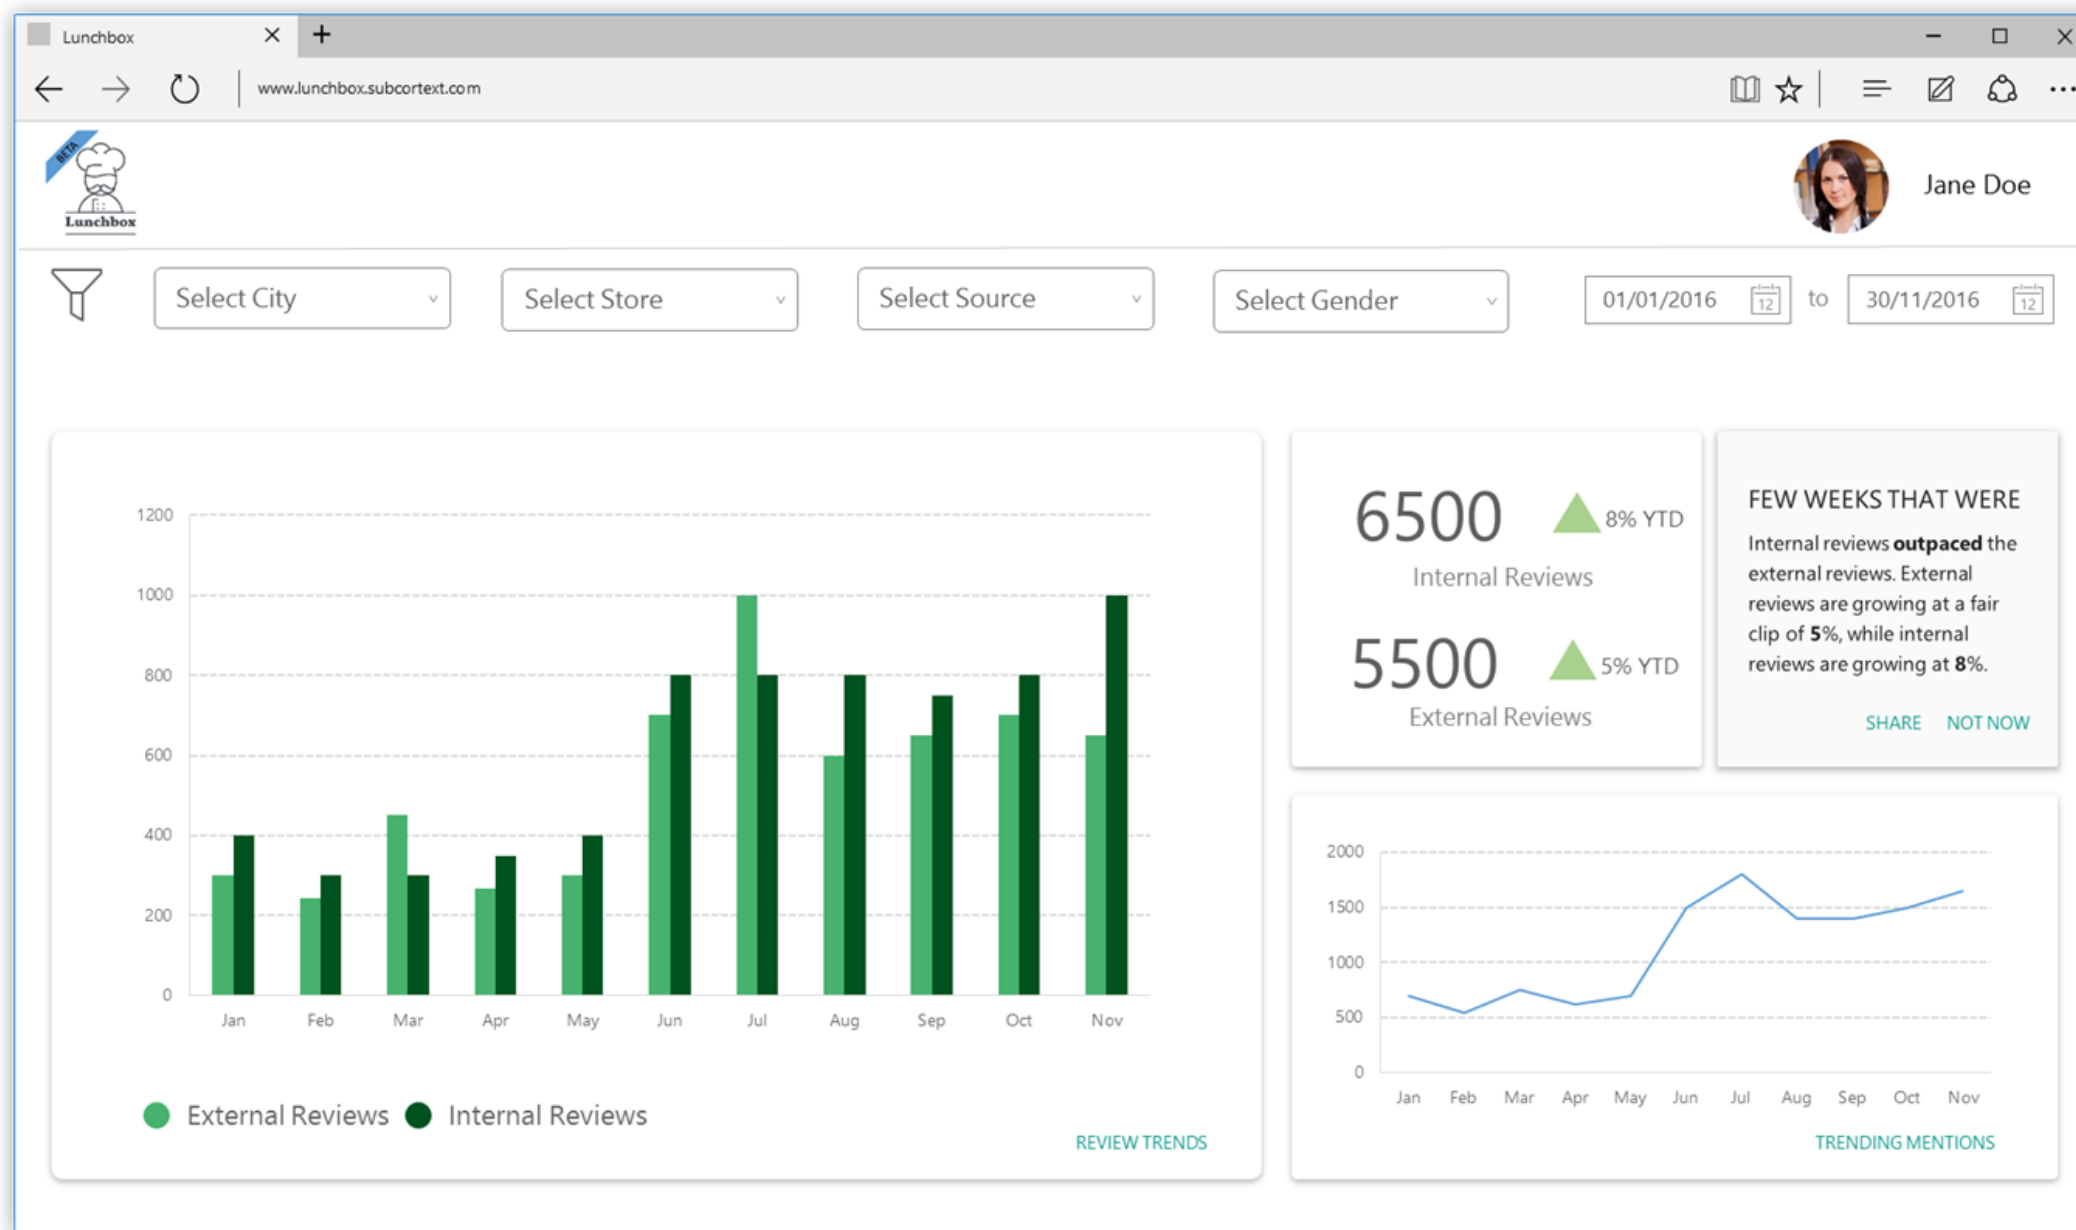 Lunchbox
www.lunchbox.subcortext.com
BETA
Lunchbox
Jane Doe
Select City
Select Store
Select Source
Select Gender
01/01/2016
12
to
30/11/2016
12
1200
1000
800
600
400
200
0
Jan Feb Mar Apr May Jun Jul Aug Sep Oct Nov
External Reviews
Internal Reviews
REVIEW TRENDS
6500
8% YTD
Internal Reviews
5500
5% YTD
External Reviews
FEW WEEKS THAT WERE
Internal reviews outpaced the
external reviews. External
reviews are growing at a fair
clip of 5%, while internal
reviews are growing at 8%.
SHARE NOT NOW
2000
1500
1000
500
0
Jan Feb Mar Apr May Jun Jul Aug Sep Oct Nov
TRENDING MENTIONS